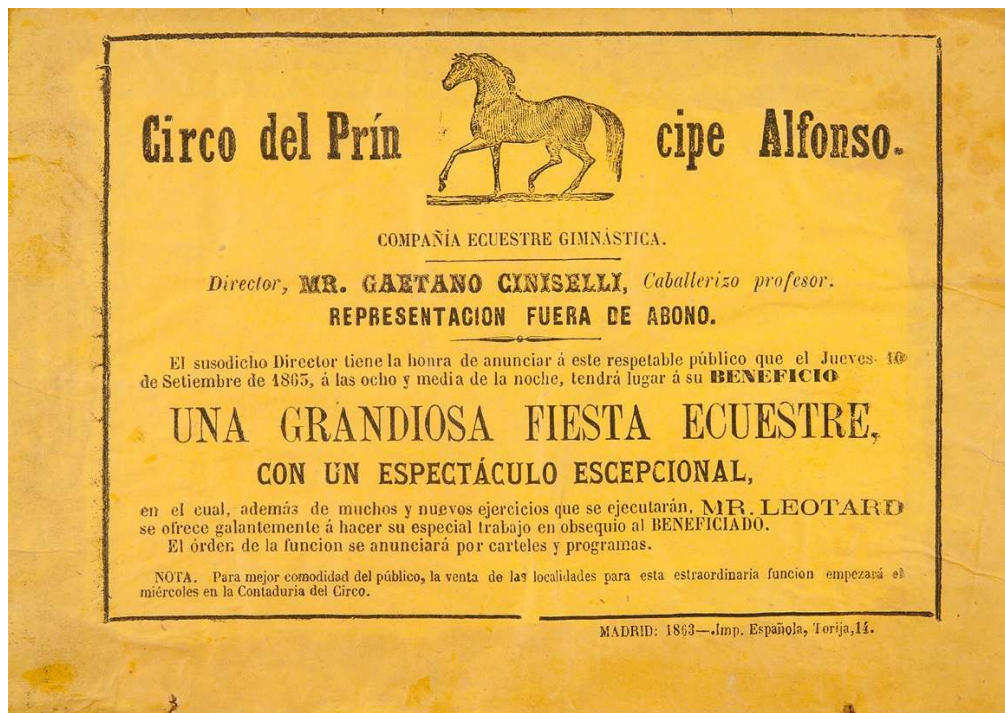 Circo del Prín cipe Alfonso.
COMPAÑÍA ECUESTRE GIMNÁSTICA.
Director, MR. GAETANO CINISELLI, Caballerizo profesor.
REPRESENTACION FUERA DE ABONO.
El susodicho Director tiene la honra de anunciar á este respetable público que el Jueves 10
de Setiembre de 1863, á las ocho y media de la noche, tendrá lugar á su BENEFICIO
UNA GRANDIOSA FIESTA ECUESTRE,
CON UN ESPECTÁCULO ESCEPCIONAL,
en el cual, además de muchos y nuevos ejercicios que se ejecutarán, MR. LEOTARD
se ofrece galantemente á hacer su especial trabajo en obsequio al BENEFICIADO.
El órden de la funcion se anunciará por carteles y programas.
NOTA. Para mejor comodidad del público, la venta de las localidades para esta estraordinaria funcion empezará el
miércoles en la Contaduria del Circo.
MADRID: 1863—.Imp. Española, Torija, 14.